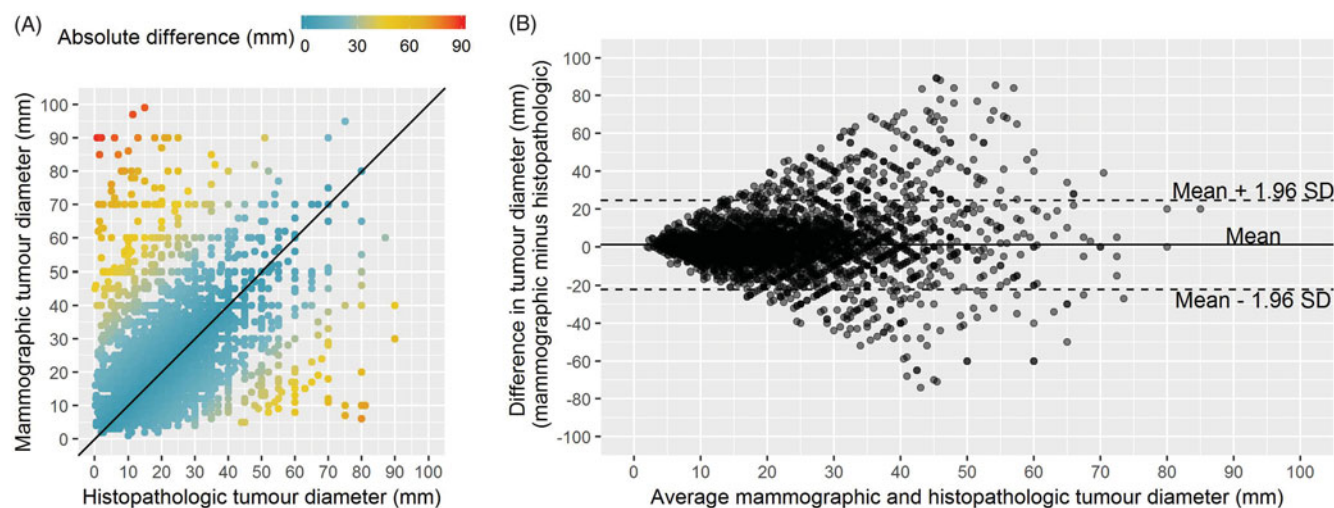 (A)
Absolute difference (mm)
0 30 60 90
Mammographic tumour diameter (mm)
100
90
80
70
60
50
40
30
20
10
0
0 10 20 30 40 50 60 70 80 90 100
Histopathologic tumour diameter (mm)
(B)
Difference in tumour diameter (mm)
(mammographic minus histopathologic)
100
80
60
40
20
0
-20
-40
-60
-80
-100
Mean + 1.96 SD
Mean
Mean - 1.96 SD
0 10 20 30 40 50 60 70 80 90 100
Average mammographic and histopathologic tumour diameter (mm)